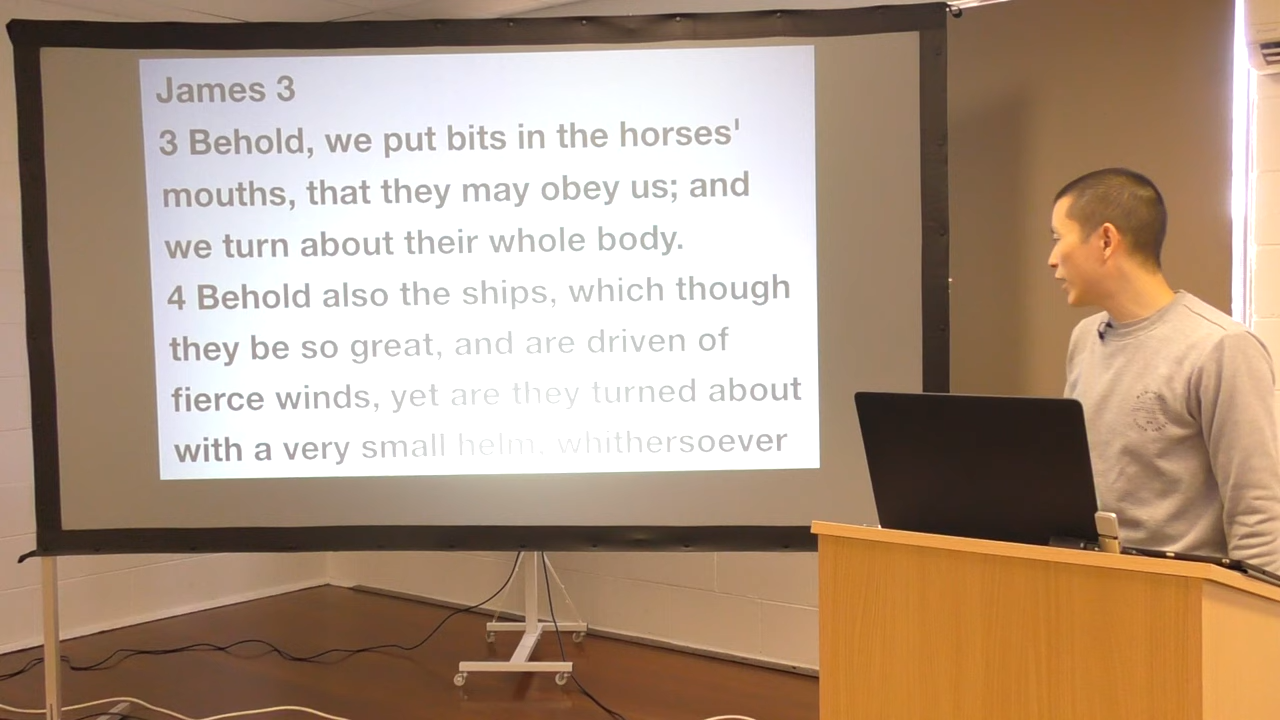 James 3
3 Behold, we put bits in the horses'
mouths, that they may obey us; and
we turn about their whole body.
4 Behold also the ships, which though
they be so great, and are driven of
fierce winds, yet are they turned about
with a very small helm, whithersoever